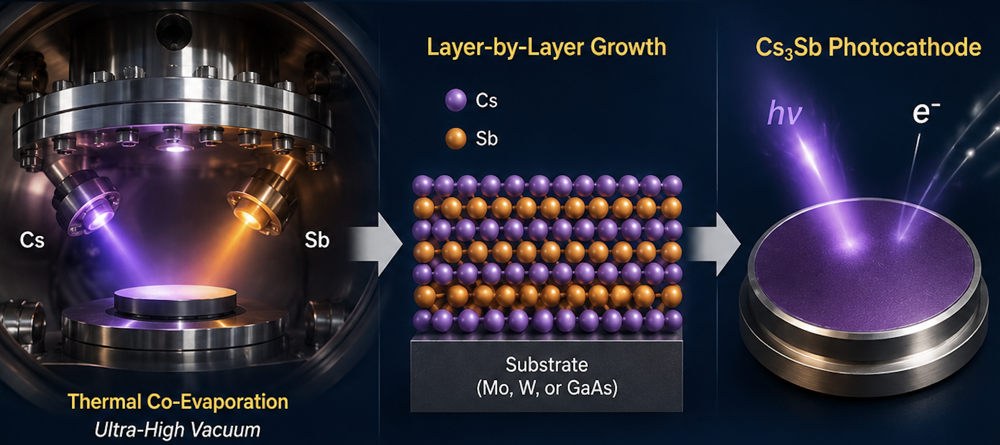 Cs
Sb
Thermal Co-Evaporation
Ultra-High Vacuum
Layer-by-Layer Growth
Cs
Sb
Substrate
(Mo, W, or GaAs)
Cs₃Sb Photocathode
hν
e⁻